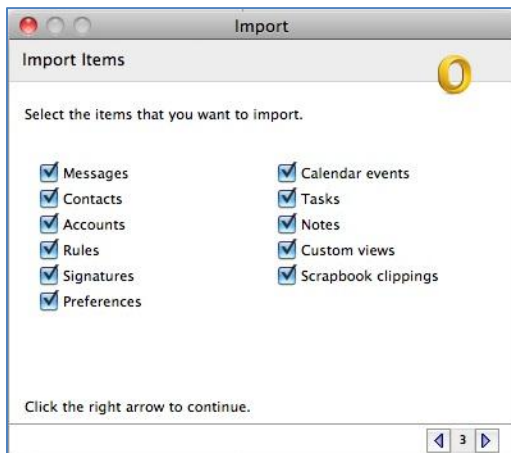 Import
Import Items
Select the items that you want to import.
Messages
Contacts
Accounts
Rules
Signatures
Preferences
Calendar events
Tasks
Notes
Custom views
Scrapbook clippings
Click the right arrow to continue.
3